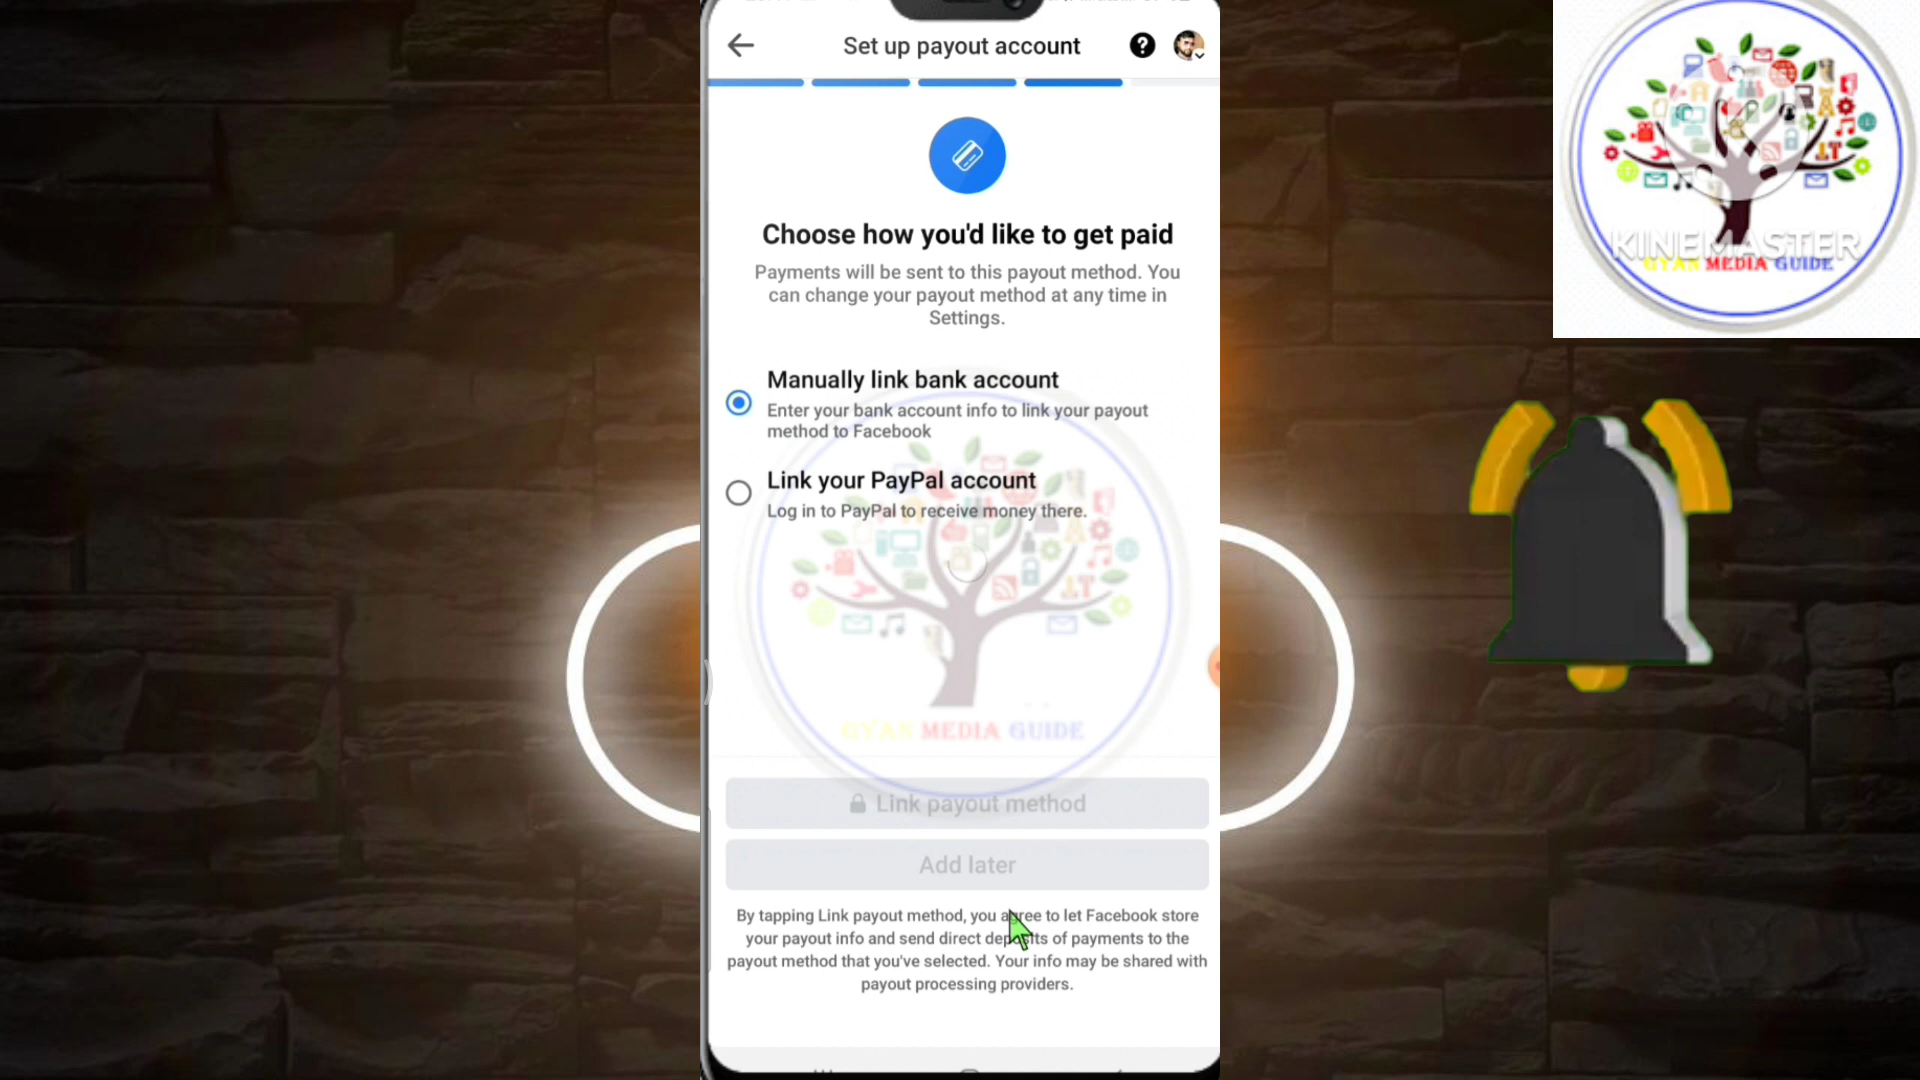 Set up payout account
Choose how you'd like to get paid
Payments will be sent to this payout method. You
can change your payout method at any time in
Settings.
Manually link bank account
Enter your bank account info to link your payout
method to Facebook
Link your PayPal account
Log in to PayPal to receive money there.
GYAN MEDIA GUIDE
Link payout method
Add later
By tapping Link payout method, you agree to let Facebook store
your payout info and send direct deposits of payments to the
payout method that you've selected. Your info may be shared with
payout processing providers.
KINEMASTER
GYAN MEDIA GUIDE